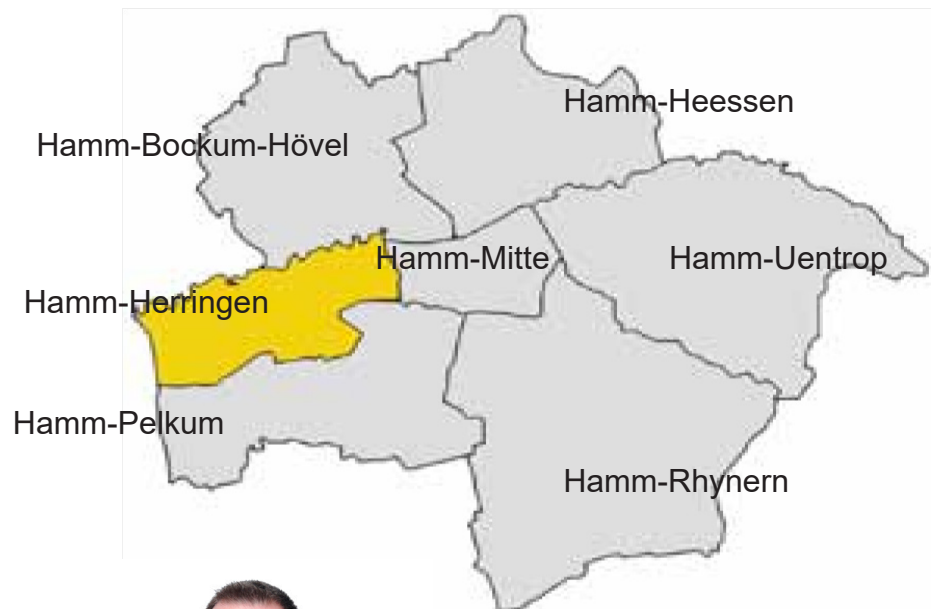 Hamm-Heessen
Hamm-Bockum-Hövel
Hamm-Mitte
Hamm-Uentrop
Hamm-Herringen
Hamm-Pelkum
Hamm-Rhynern